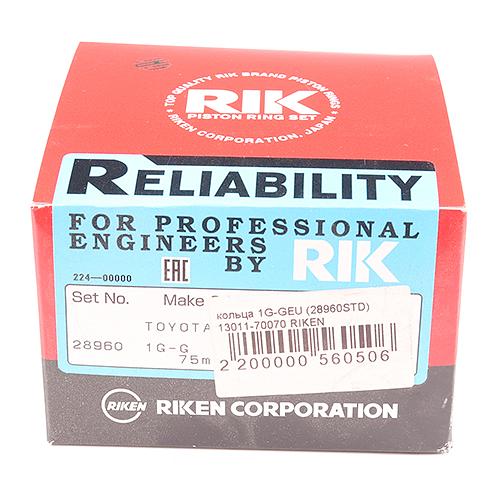 TOP QUALITY RIK BRAND PISTON RINGS
RIK
PISTON RING SET
RIKEN CORPORATION, JAPAN
RELIABILITY
FOR PROFESSIONAL
ENGINEERS
BY RIK
224-00000
EAC
Set No. Make
TOYOTA
28960 1G-G
75m
кольца 1G-GEU (28960STD)
13011-70070 RIKEN
2 200000 560506
RIKEN RIKEN CORPORATION